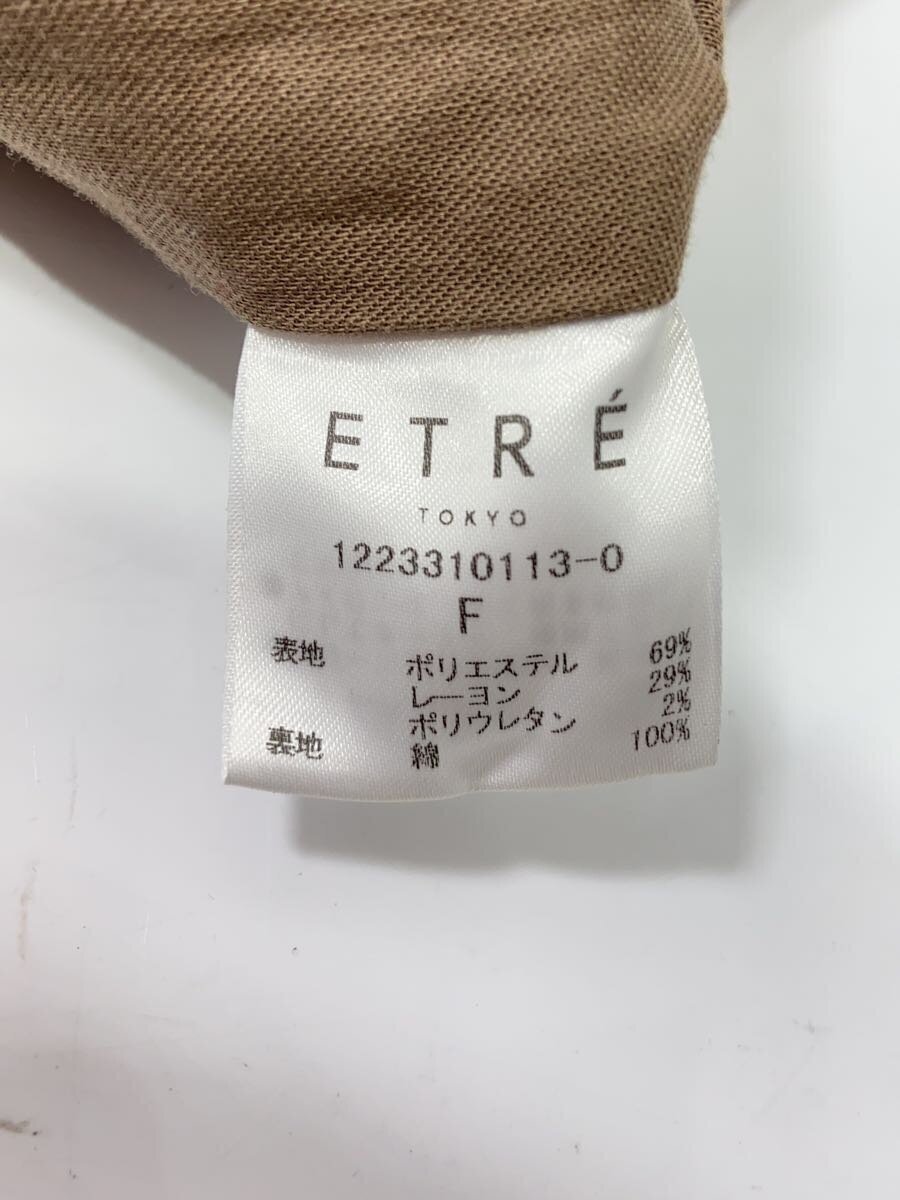 ETRÉ
TOKYO
1223310113-0
F
表地 ポリエステル 69%
レーヨン 29%
ポリウレタン 2%
裏地 綿 100%